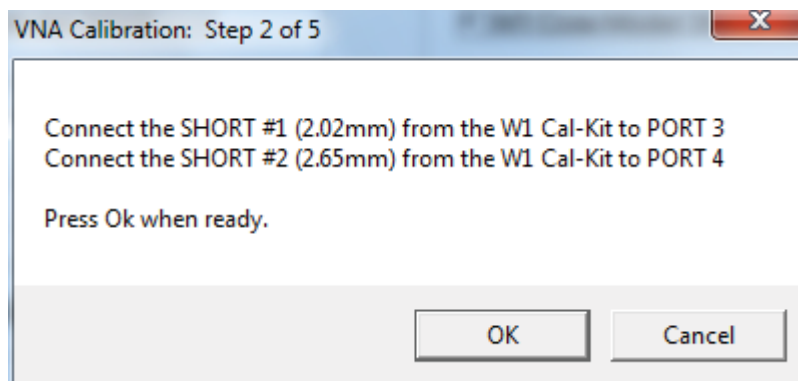 VNA Calibration: Step 2 of 5
Connect the SHORT #1 (2.02mm) from the W1 Cal-Kit to PORT 3
Connect the SHORT #2 (2.65mm) from the W1 Cal-Kit to PORT 4
Press Ok when ready.
OK
Cancel